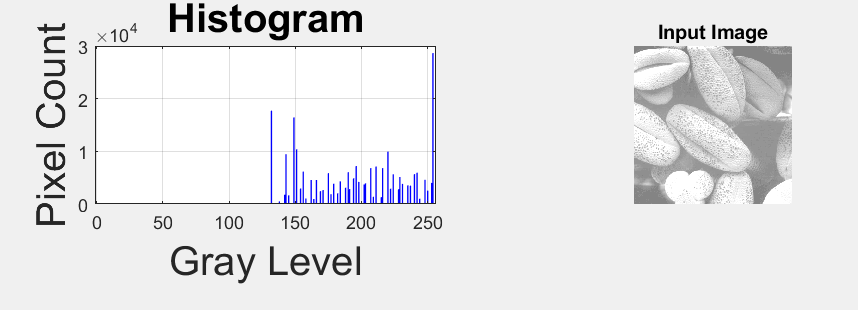 Histogram
×10^4
Pixel Count
3
2
1
0
0 50 100 150 200 250
Gray Level
Input Image